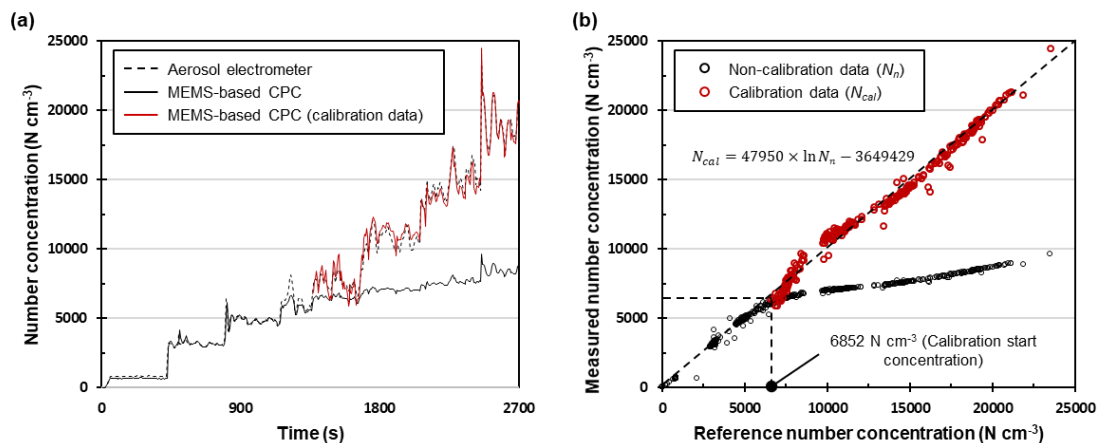 (a)
Number concentration (N cm⁻³)
25000
20000
15000
10000
5000
0
Aerosol electrometer
MEMS-based CPC
MEMS-based CPC (calibration data)
0 900 1800 2700
Time (s)
(b)
Measured number concentration (N cm⁻³)
25000
20000
15000
10000
5000
0
Non-calibration data (Nₙ)
Calibration data (N_cal)
N_cal = 47950 × ln Nₙ − 3649429
6852 N cm⁻³ (Calibration start
concentration)
0 5000 10000 15000 20000 25000
Reference number concentration (N cm⁻³)